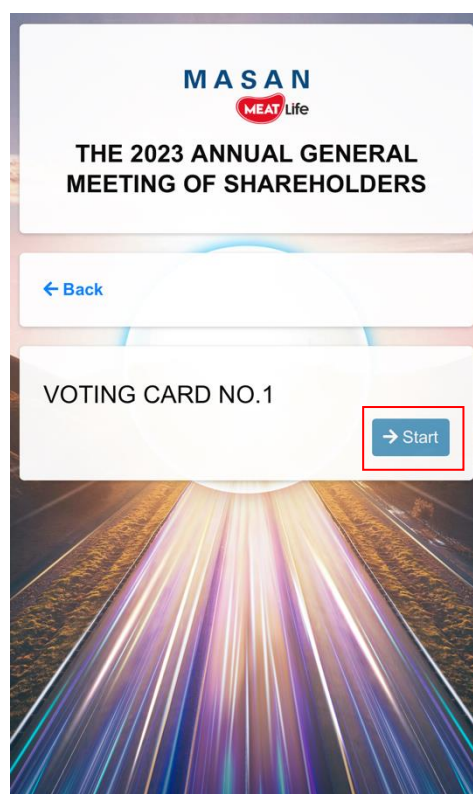 MASAN
MEAT Life
THE 2023 ANNUAL GENERAL
MEETING OF SHAREHOLDERS
← Back
VOTING CARD NO.1
→ Start